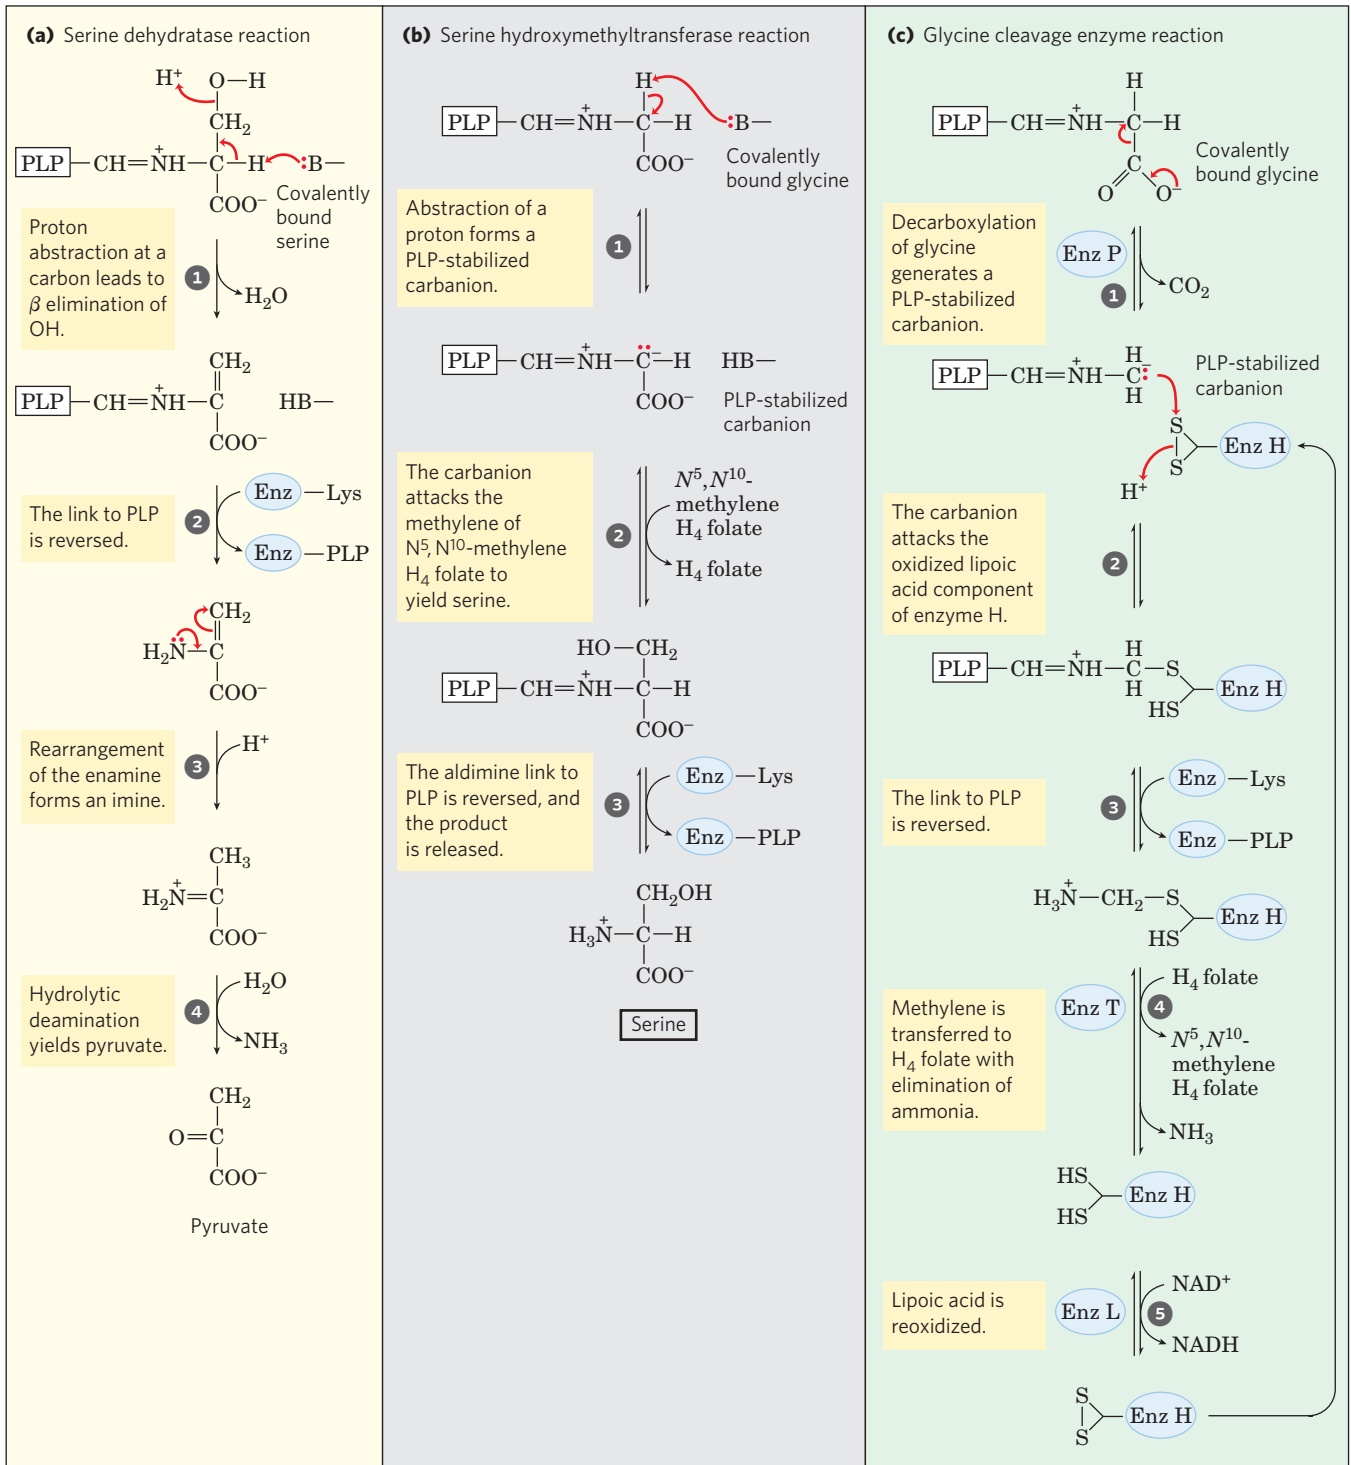 (a) Serine dehydratase reaction
H⁺
O—H
CH₂
PLP—CH=N⁺H—C—H :B—
COO⁻
Covalently
bound
serine
Proton
abstraction at a
carbon leads to
β elimination of
OH.
1
H₂O
CH₂
PLP—CH=N⁺H—C HB—
COO⁻
The link to PLP
is reversed.
2
Enz—Lys
Enz—PLP
CH₂
H₂N̈—C
COO⁻
Rearrangement
of the enamine
forms an imine.
3
H⁺
CH₃
H₂N⁺=C
COO⁻
Hydrolytic
deamination
yields pyruvate.
4
H₂O
NH₃
CH₂
O=C
COO⁻
Pyruvate
(b) Serine hydroxymethyltransferase reaction
H
PLP—CH=N⁺H—C—H :B—
COO⁻
Covalently
bound glycine
Abstraction of a
proton forms a
PLP-stabilized
carbanion.
1
PLP—CH=N⁺H—C̈⁻—H HB—
COO⁻
PLP-stabilized
carbanion
The carbanion
attacks the
methylene of
N⁵, N¹⁰-methylene
H₄ folate to
yield serine.
2
N⁵,N¹⁰-
methylene
H₄ folate
H₄ folate
HO—CH₂
PLP—CH=N⁺H—C—H
COO⁻
The aldimine link to
PLP is reversed, and
the product
is released.
3
Enz—Lys
Enz—PLP
CH₂OH
H₃N⁺—C—H
COO⁻
Serine
(c) Glycine cleavage enzyme reaction
H
PLP—CH=N⁺H—C—H
C
O O⁻
Covalently
bound glycine
Decarboxylation
of glycine
generates a
PLP-stabilized
carbanion.
Enz P
1
CO₂
H
PLP—CH=N⁺H—C:⁻
H
PLP-stabilized
carbanion
S
S
Enz H
H⁺
The carbanion
attacks the
oxidized lipoic
acid component
of enzyme H.
2
H
PLP—CH=N⁺H—C—S
H
HS
Enz H
The link to PLP
is reversed.
3
Enz—Lys
Enz—PLP
H₃N⁺—CH₂—S
HS
Enz H
Methylene is
transferred to
H₄ folate with
elimination of
ammonia.
Enz T
4
H₄ folate
N⁵,N¹⁰-
methylene
H₄ folate
NH₃
HS
HS
Enz H
Lipoic acid is
reoxidized.
Enz L
5
NAD⁺
NADH
S
S
Enz H